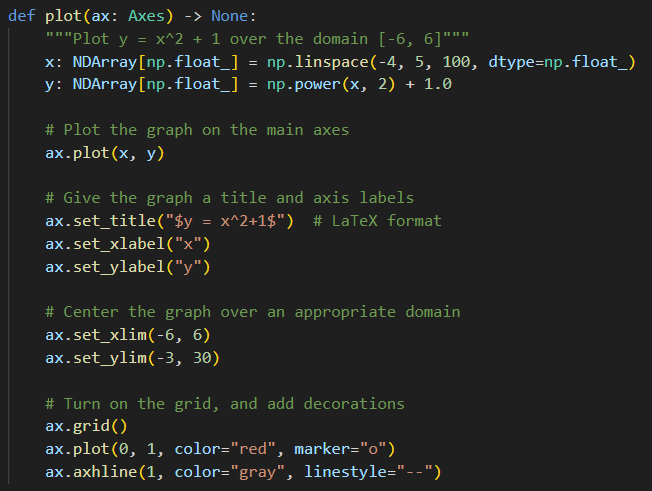 def plot(ax: Axes) -> None:
    """Plot y = x^2 + 1 over the domain [-6, 6]"""
    x: NDArray[np.float_] = np.linspace(-4, 5, 100, dtype=np.float_)
    y: NDArray[np.float_] = np.power(x, 2) + 1.0

    # Plot the graph on the main axes
    ax.plot(x, y)

    # Give the graph a title and axis labels
    ax.set_title("$y = x^2+1$")  # LaTeX format
    ax.set_xlabel("x")
    ax.set_ylabel("y")

    # Center the graph over an appropriate domain
    ax.set_xlim(-6, 6)
    ax.set_ylim(-3, 30)

    # Turn on the grid, and add decorations
    ax.grid()
    ax.plot(0, 1, color="red", marker="o")
    ax.axhline(1, color="gray", linestyle="--")